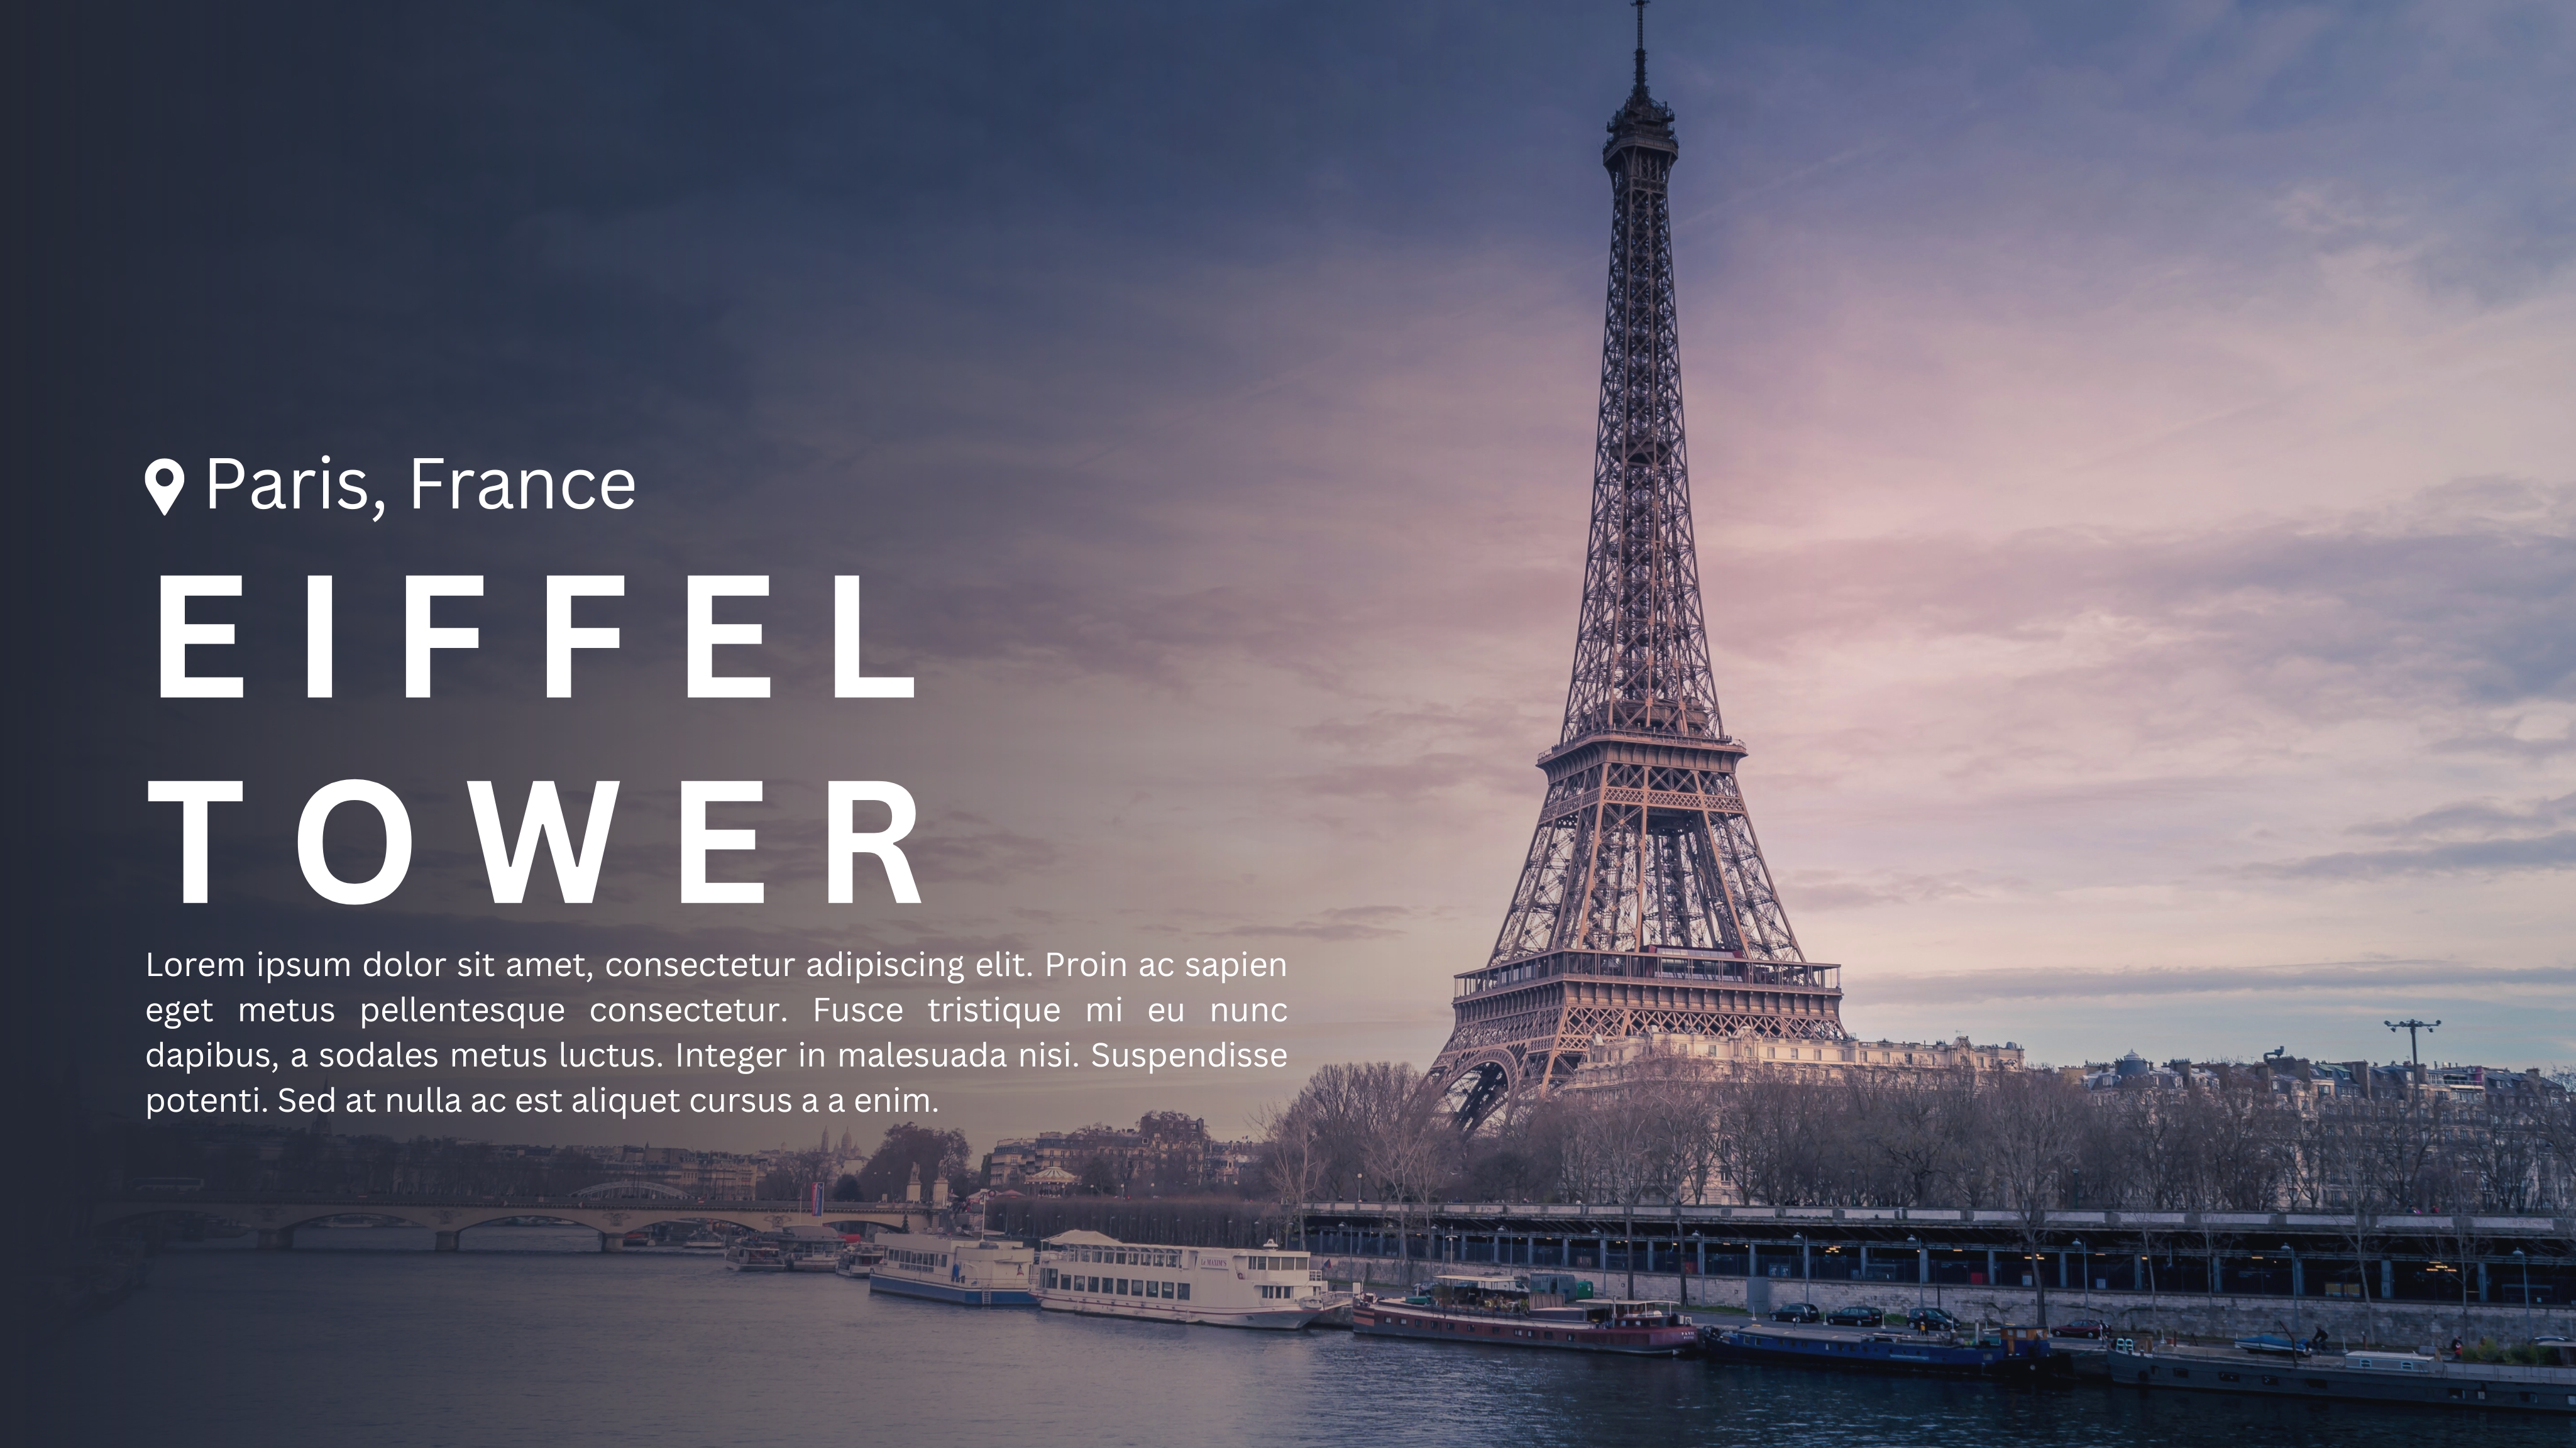 Paris, France
EIFFEL
TOWER
Lorem ipsum dolor sit amet, consectetur adipiscing elit. Proin ac sapien
eget metus pellentesque consectetur. Fusce tristique mi eu nunc
dapibus, a sodales metus luctus. Integer in malesuada nisi. Suspendisse
potenti. Sed at nulla ac est aliquet cursus a a enim.